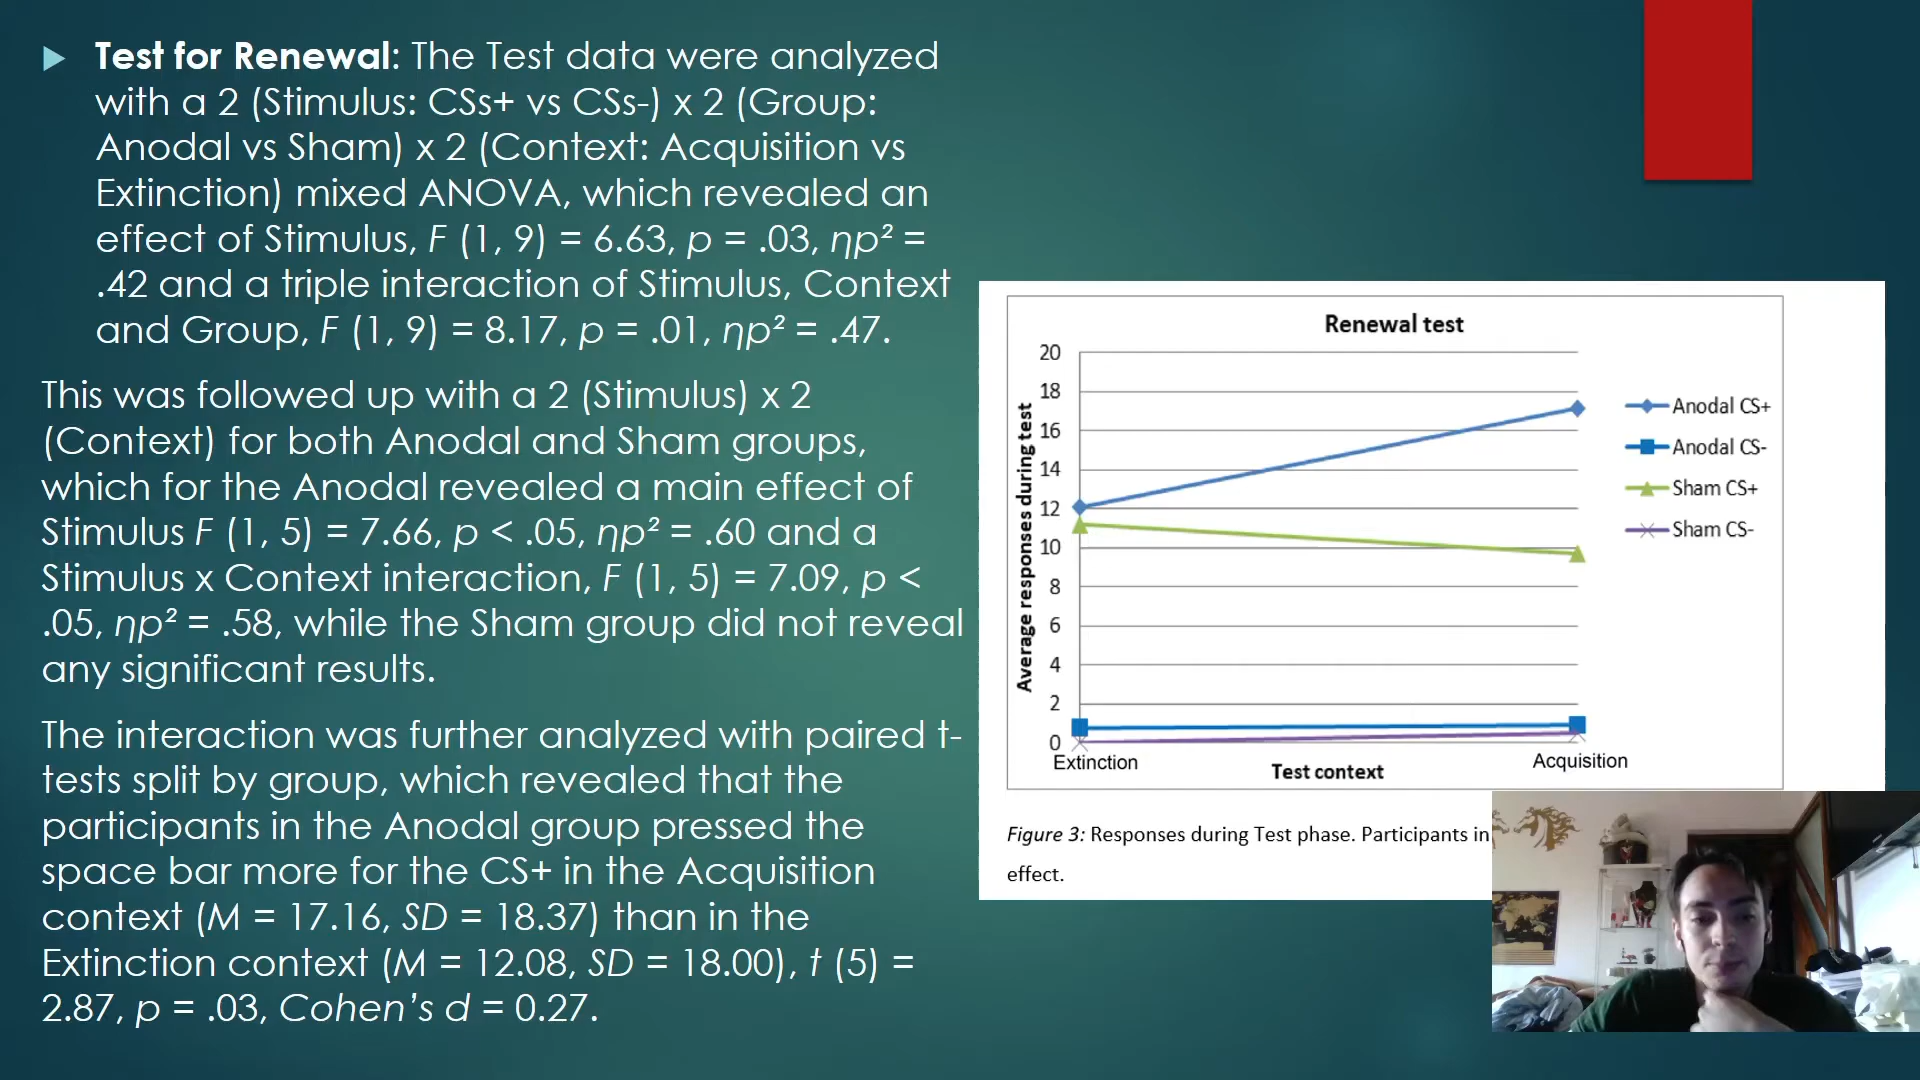 Test for Renewal: The Test data were analyzed
with a 2 (Stimulus: CSs+ vs CSs-) x 2 (Group:
Anodal vs Sham) x 2 (Context: Acquisition vs
Extinction) mixed ANOVA, which revealed an
effect of Stimulus, F (1, 9) = 6.63, p = .03, ηp² =
.42 and a triple interaction of Stimulus, Context
and Group, F (1, 9) = 8.17, p = .01, ηp² = .47.
This was followed up with a 2 (Stimulus) x 2
(Context) for both Anodal and Sham groups,
which for the Anodal revealed a main effect of
Stimulus F (1, 5) = 7.66, p < .05, ηp² = .60 and a
Stimulus x Context interaction, F (1, 5) = 7.09, p <
.05, ηp² = .58, while the Sham group did not reveal
any significant results.
The interaction was further analyzed with paired t-
tests split by group, which revealed that the
participants in the Anodal group pressed the
space bar more for the CS+ in the Acquisition
context (M = 17.16, SD = 18.37) than in the
Extinction context (M = 12.08, SD = 18.00), t (5) =
2.87, p = .03, Cohen's d = 0.27.
Renewal test
Average responses during test
20
18
16
14
12
10
8
6
4
2
0
Extinction
Acquisition
Test context
Anodal CS+
Anodal CS-
Sham CS+
Sham CS-
Figure 3: Responses during Test phase. Participants in
effect.